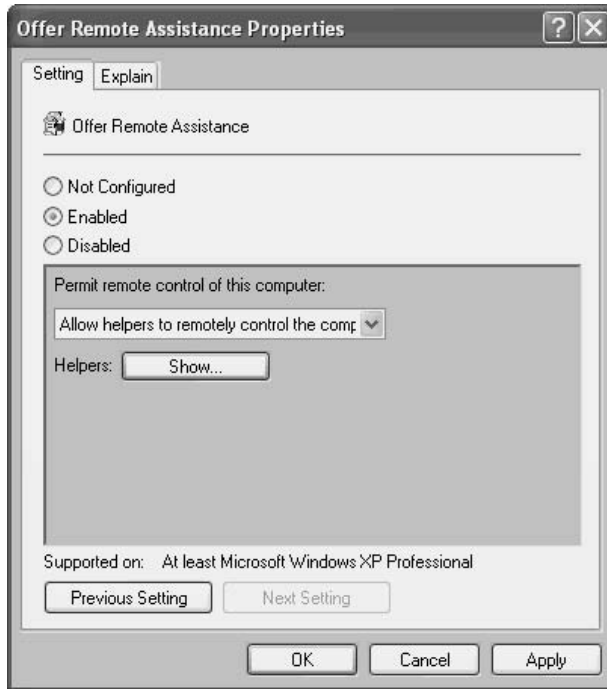 Offer Remote Assistance Properties
Setting Explain
Offer Remote Assistance
Not Configured
Enabled
Disabled
Permit remote control of this computer:
Allow helpers to remotely control the comp
Helpers: Show...
Supported on: At least Microsoft Windows XP Professional
Previous Setting Next Setting
OK Cancel Apply